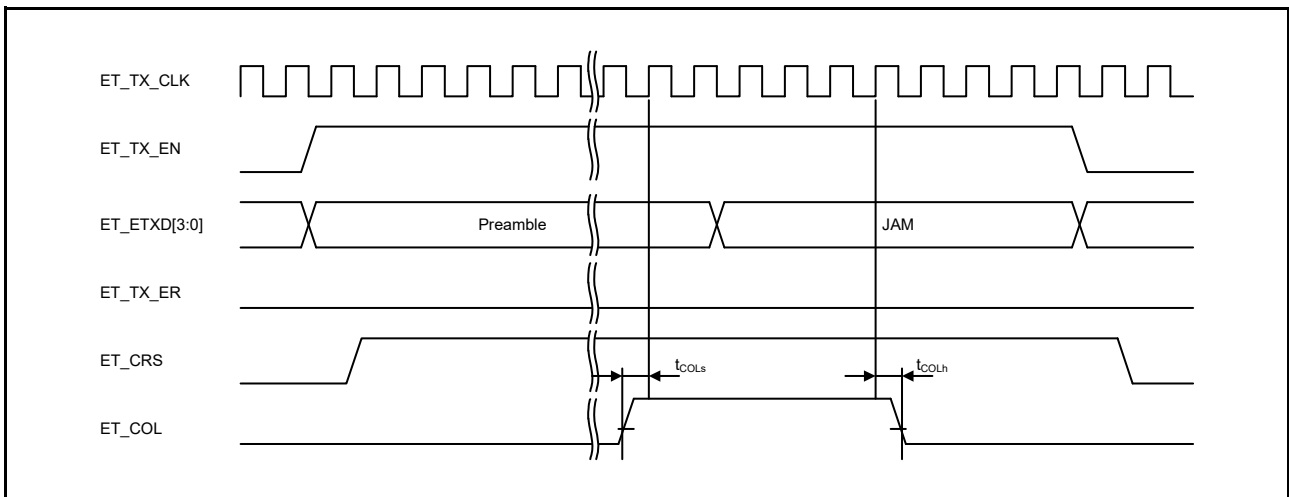 ET_TX_CLK
ET_TX_EN
ET_ETXD[3:0]
Preamble
JAM
ET_TX_ER
ET_CRS
tCOLs
tCOLh
ET_COL